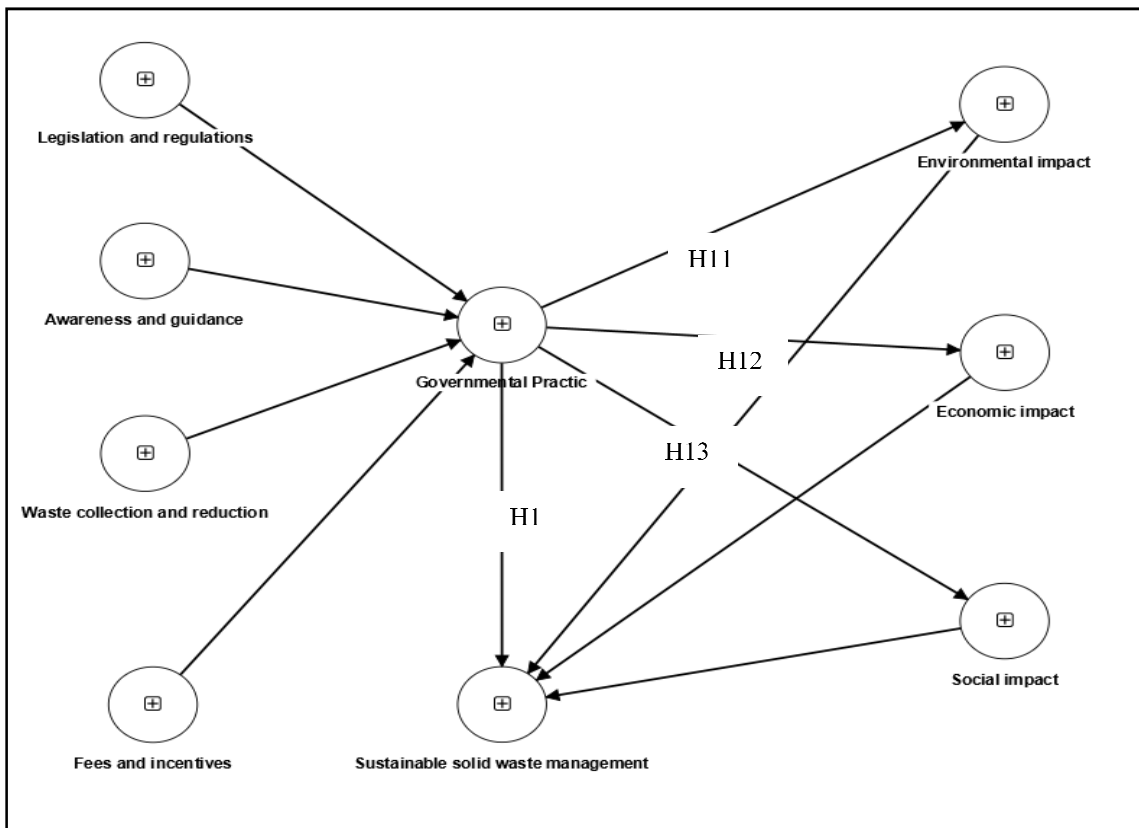 Legislation and regulations
Environmental impact
H11
Awareness and guidance
H12
Governmental Practic
Economic impact
H13
Waste collection and reduction
H1
Social impact
Fees and incentives
Sustainable solid waste management